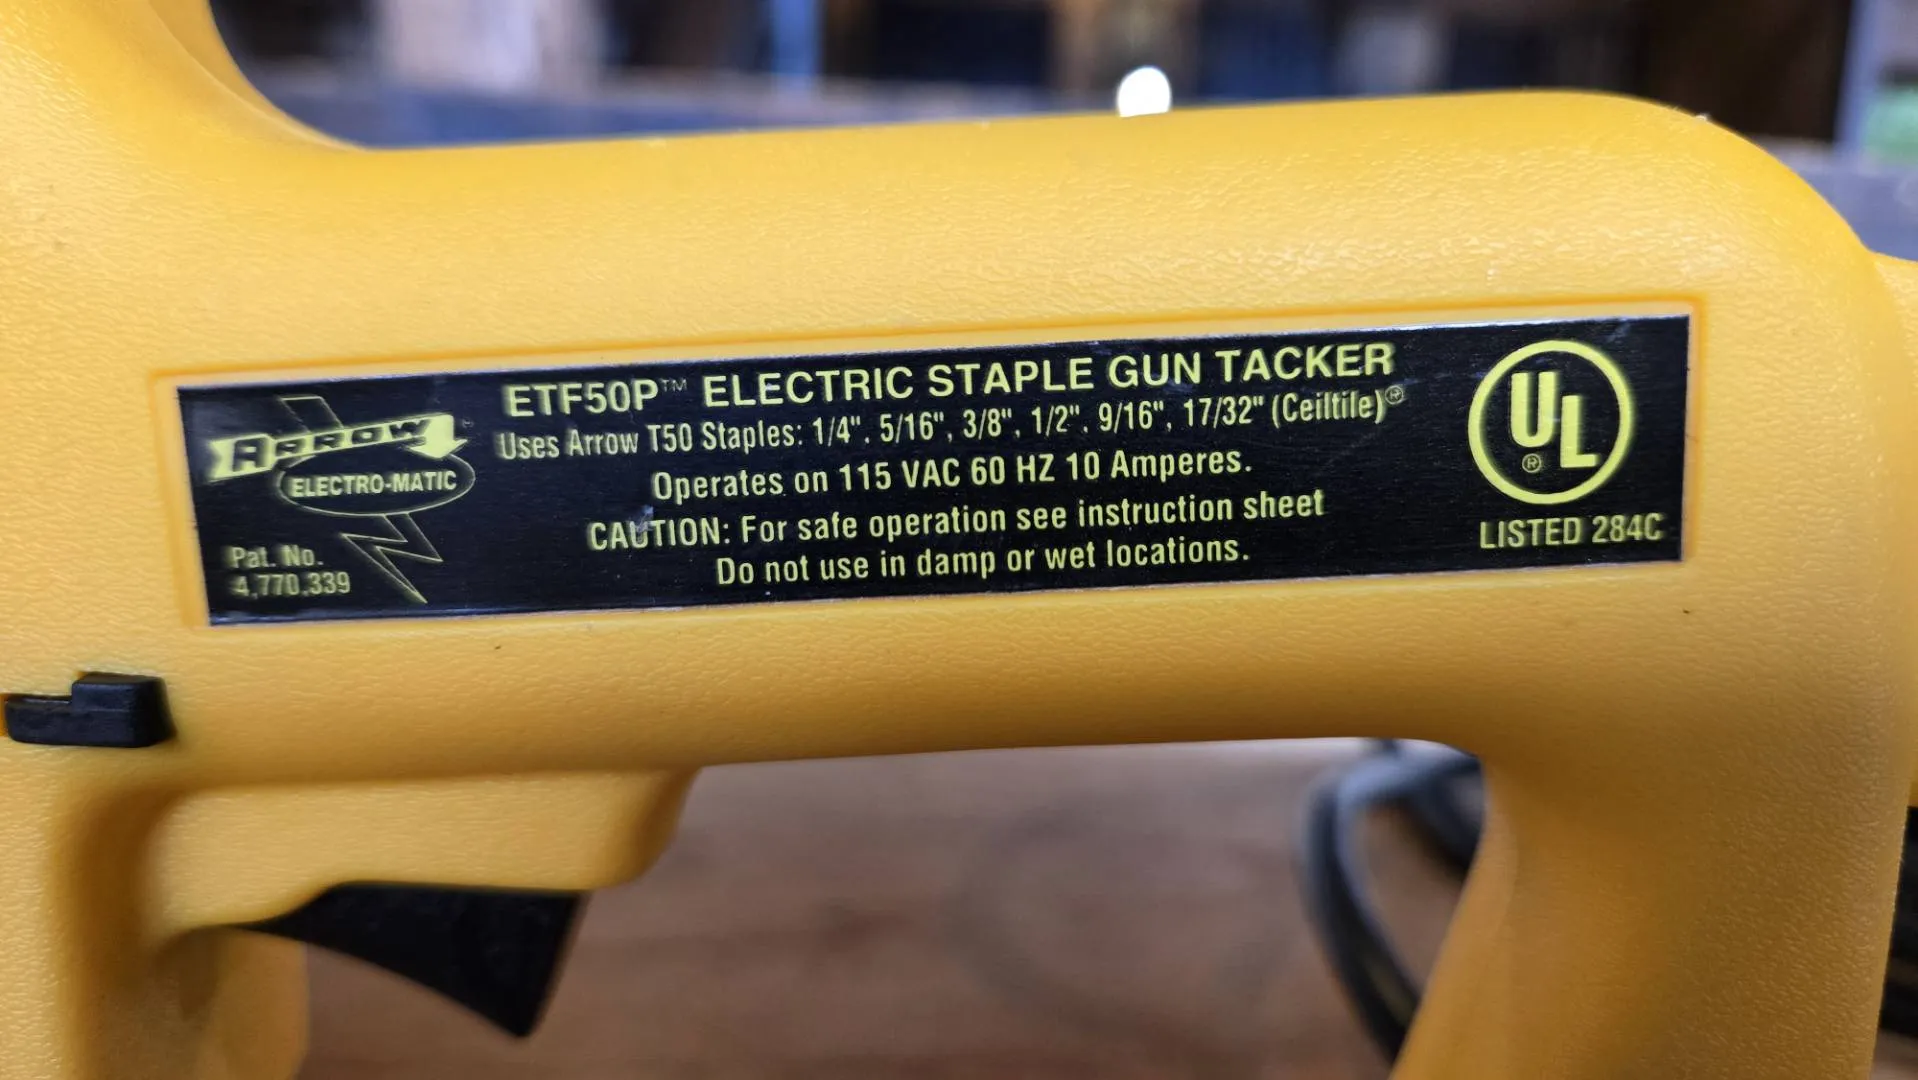 ARROW™
ELECTRO-MATIC
Pat. No.
4,770,339
ETF50P™ ELECTRIC STAPLE GUN TACKER
Uses Arrow T50 Staples: 1/4", 5/16", 3/8", 1/2", 9/16", 17/32" (Ceiltile)®
Operates on 115 VAC 60 HZ 10 Amperes.
CAUTION: For safe operation see instruction sheet
Do not use in damp or wet locations.
UL®
LISTED 284C